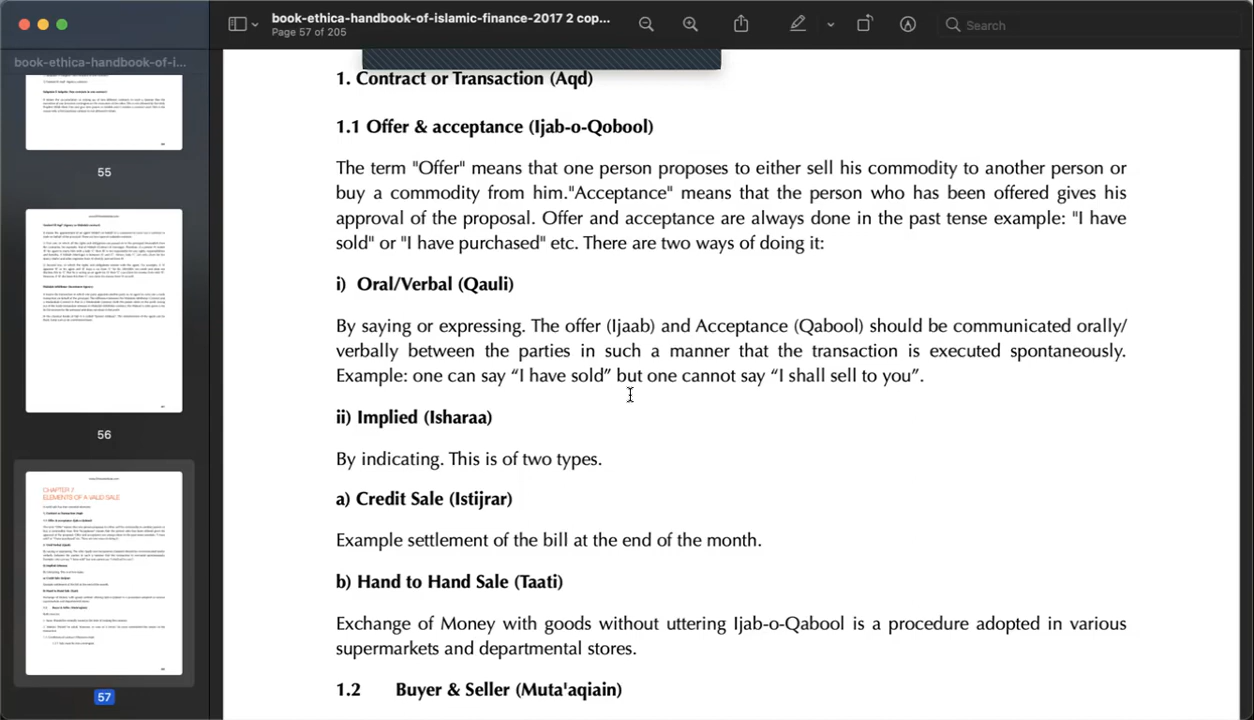 book-ethica-handbook-of-islamic-finance-2017 2 cop...
Page 57 of 205
Search
book-ethica-handbook-of-i...
55
56
CHAPTER 7
ELEMENTS OF A VALID SALE
57
1. Contract or Transaction (Aqd)
1.1 Offer & acceptance (Ijab-o-Qobool)
The term "Offer" means that one person proposes to either sell his commodity to another person or
buy a commodity from him."Acceptance" means that the person who has been offered gives his
approval of the proposal. Offer and acceptance are always done in the past tense example: "I have
sold" or "I have purchased" etc. There are two ways of doing it:
i) Oral/Verbal (Qauli)
By saying or expressing. The offer (Ijaab) and Acceptance (Qabool) should be communicated orally/
verbally between the parties in such a manner that the transaction is executed spontaneously.
Example: one can say “I have sold” but one cannot say “I shall sell to you”.
ii) Implied (Isharaa)
By indicating. This is of two types.
a) Credit Sale (Istijrar)
Example settlement of the bill at the end of the month.
b) Hand to Hand Sale (Taati)
Exchange of Money with goods without uttering Ijab-o-Qobool is a procedure adopted in various
supermarkets and departmental stores.
1.2 Buyer & Seller (Muta'aqiain)